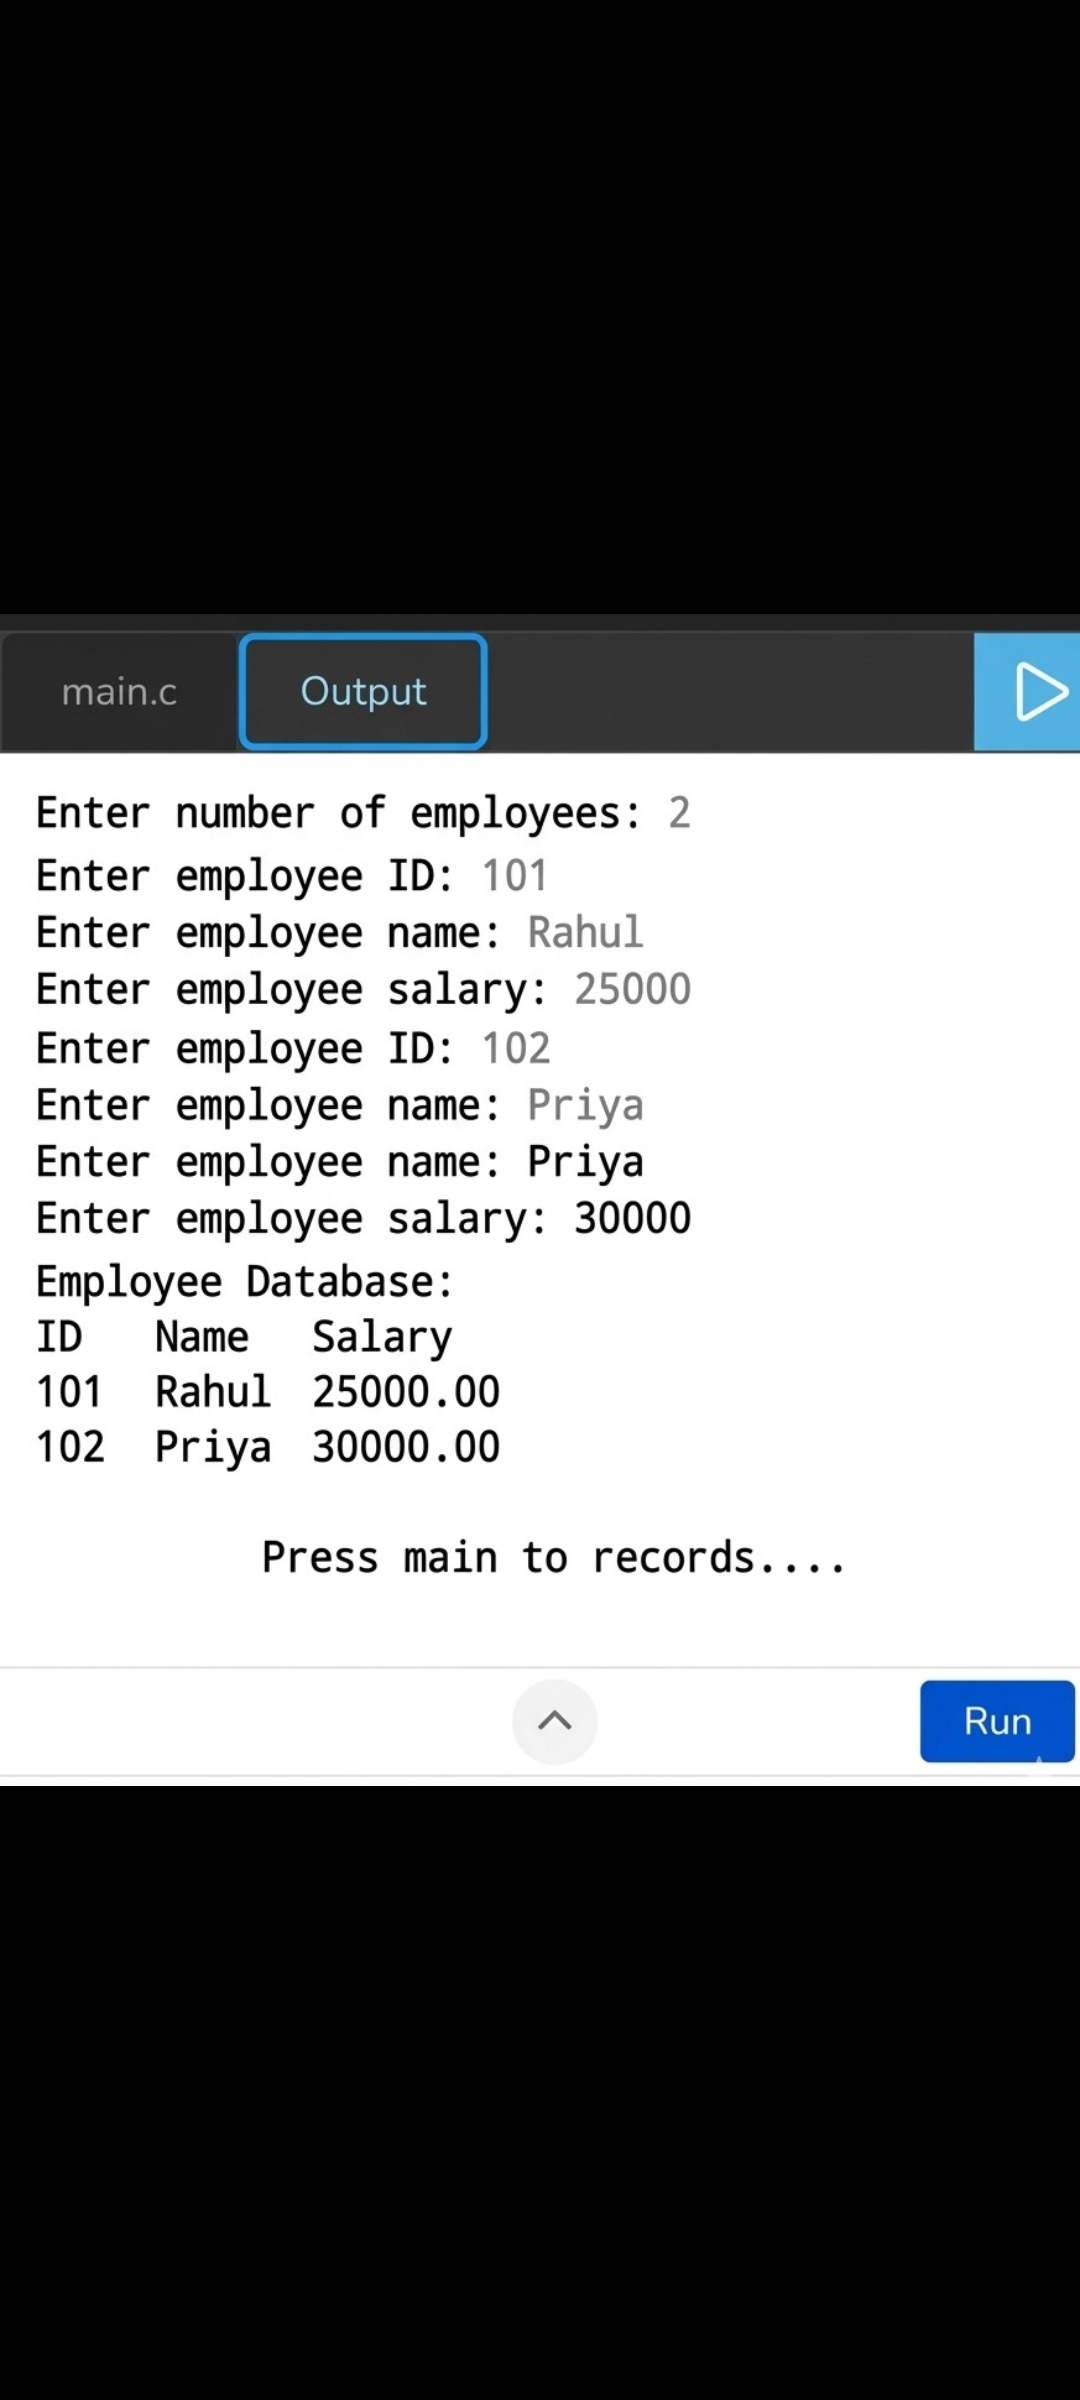 main.c Output
Enter number of employees: 2
Enter employee ID: 101
Enter employee name: Rahul
Enter employee salary: 25000
Enter employee ID: 102
Enter employee name: Priya
Enter employee name: Priya
Enter employee salary: 30000
Employee Database:
ID Name Salary
101 Rahul 25000.00
102 Priya 30000.00
Press main to records....
Run